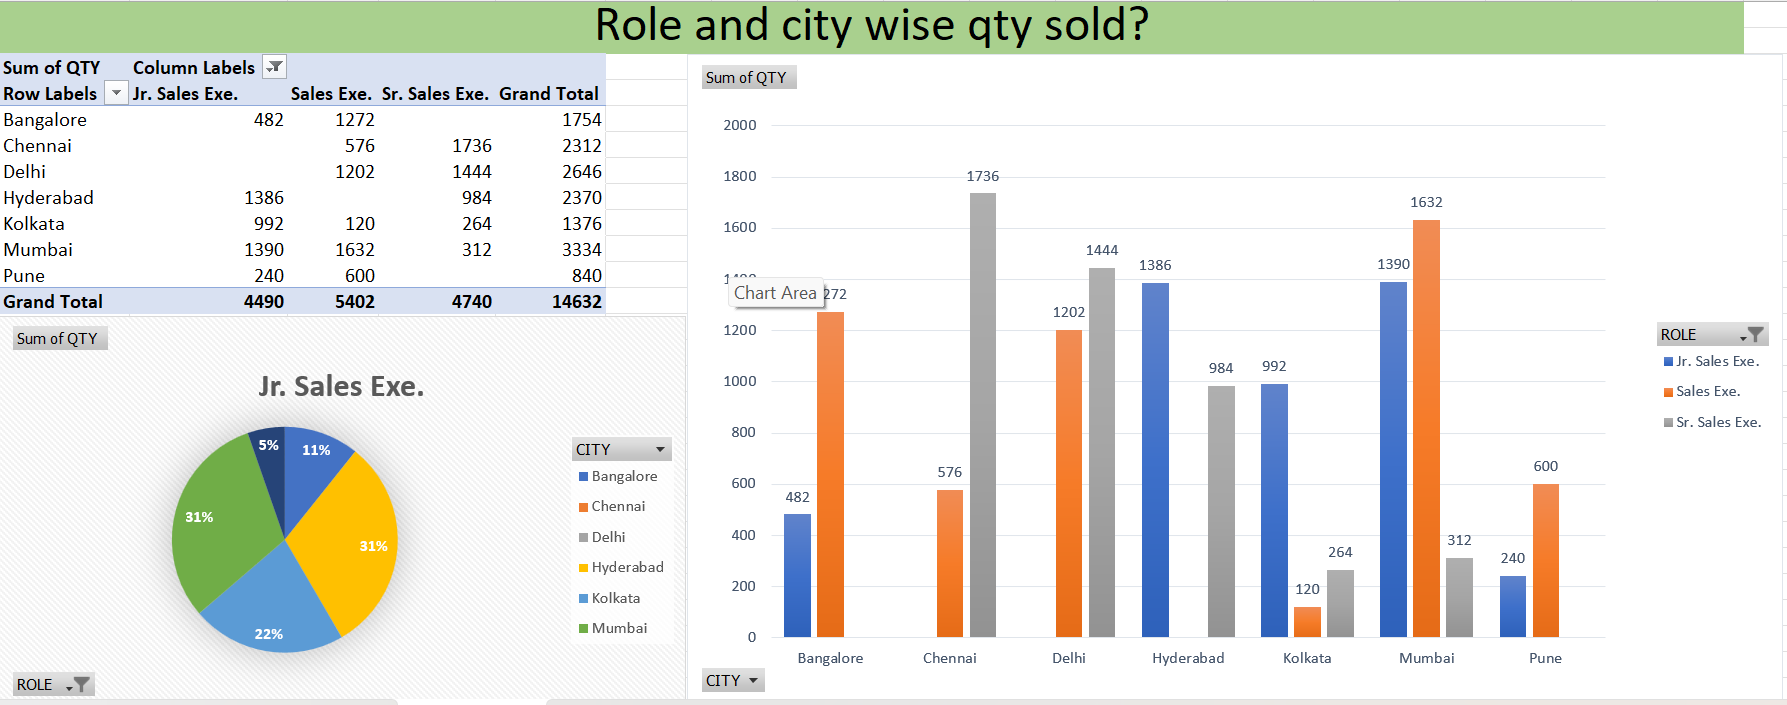 Role and city wise qty sold?
Sum of QTY Column Labels
Row Labels Jr. Sales Exe. Sales Exe. Sr. Sales Exe. Grand Total
Bangalore 482 1272 1754
Chennai 576 1736 2312
Delhi 1202 1444 2646
Hyderabad 1386 984 2370
Kolkata 992 120 264 1376
Mumbai 1390 1632 312 3334
Pune 240 600 840
Grand Total 4490 5402 4740 14632
Sum of QTY
Jr. Sales Exe.
5% 11%
31%
31%
22%
CITY
Bangalore
Chennai
Delhi
Hyderabad
Kolkata
Mumbai
ROLE
Sum of QTY
2000
1800
1600
1200
1000
800
600
400
200
0
Chart Area
482 272
576 1736
1202 1444
1386 984
992 120 264
1390 1632 312
240 600
Bangalore Chennai Delhi Hyderabad Kolkata Mumbai Pune
CITY
ROLE
Jr. Sales Exe.
Sales Exe.
Sr. Sales Exe.